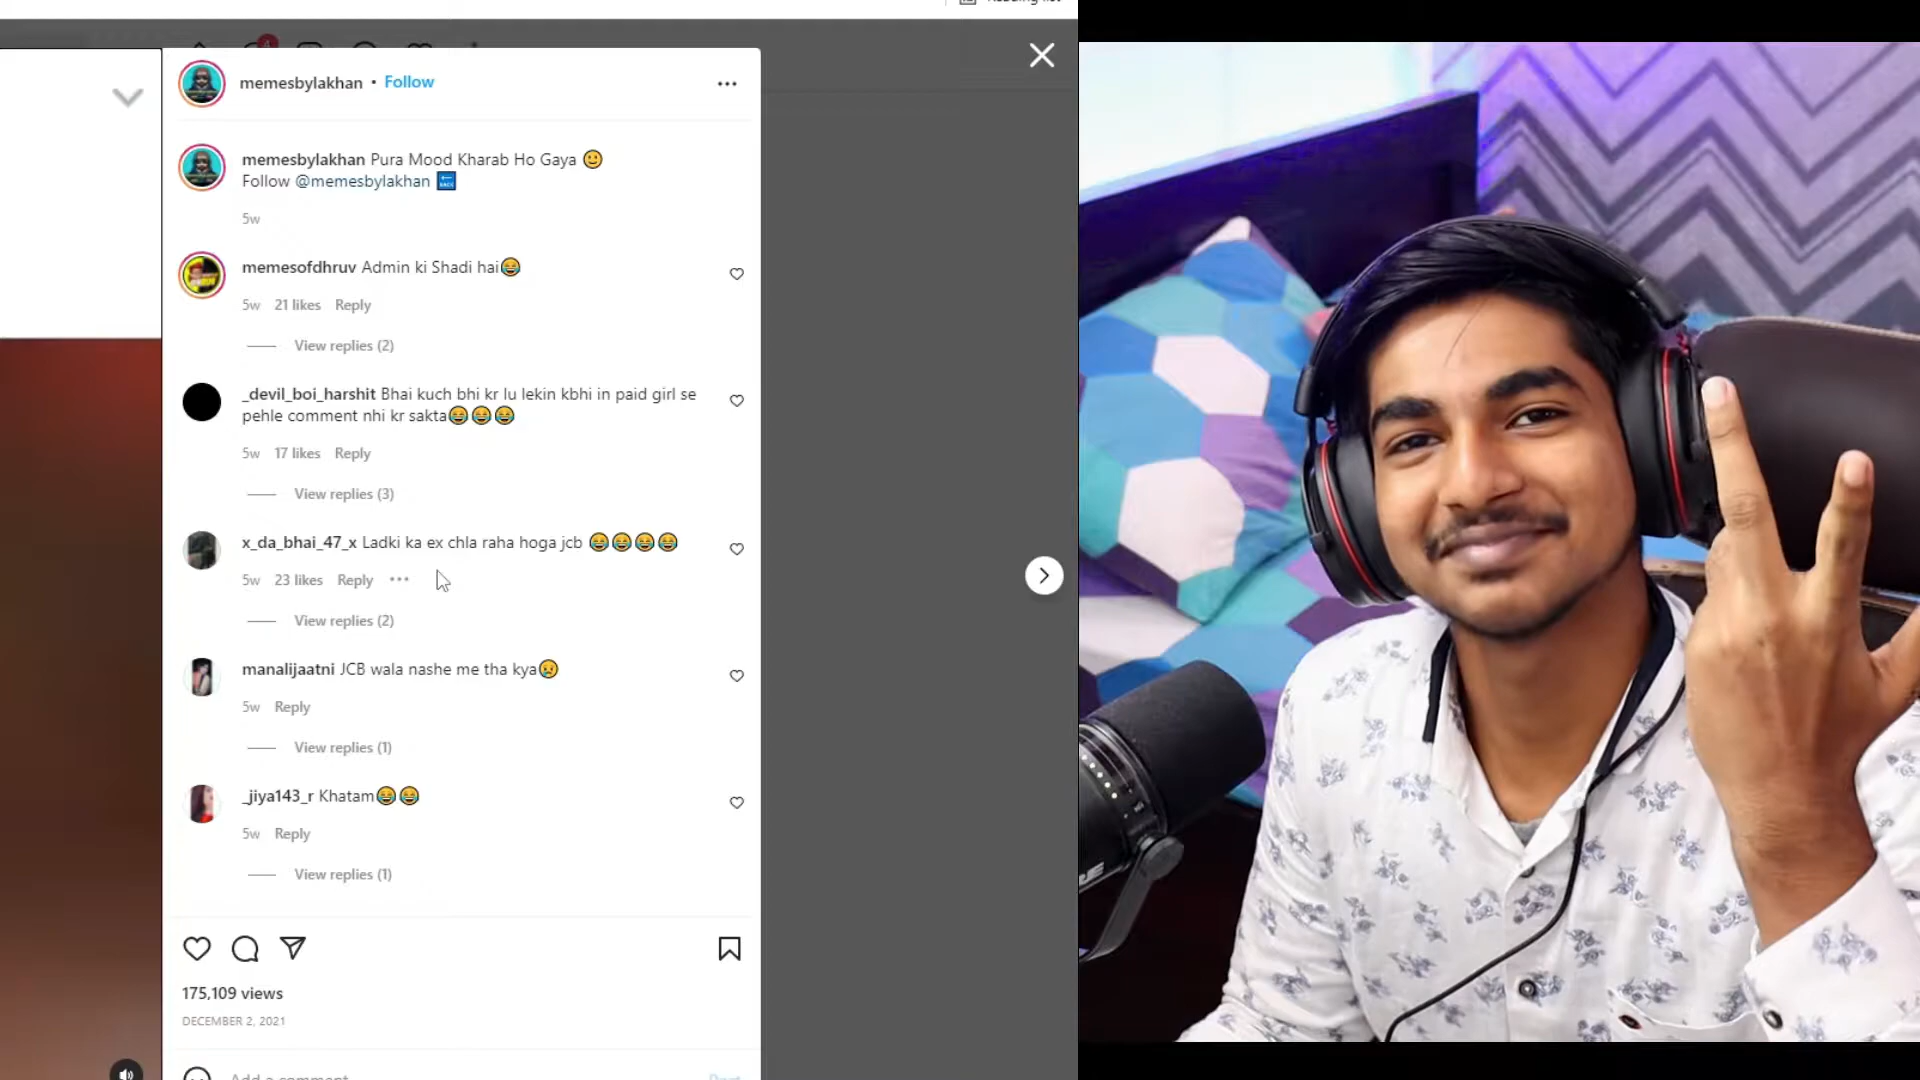 4
memesbylakhan • Follow
memesbylakhan Pura Mood Kharab Ho Gaya 🙂
Follow @memesbylakhan 🔙
5w
memesofdhruv Admin ki Shadi hai😂
5w 21 likes Reply
View replies (2)
_devil_boi_harshit Bhai kuch bhi kr lu lekin kbhi in paid girl se
pehle comment nhi kr sakta😂😂😂
5w 17 likes Reply
View replies (3)
x_da_bhai_47_x Ladki ka ex chla raha hoga jcb 😂😂😂😂
5w 23 likes Reply •••
View replies (2)
manalijaatni JCB wala nashe me tha kya😢
5w Reply
View replies (1)
_jiya143_r Khatam😂😂
5w Reply
View replies (1)
175,109 views
DECEMBER 2, 2021
Add a comment